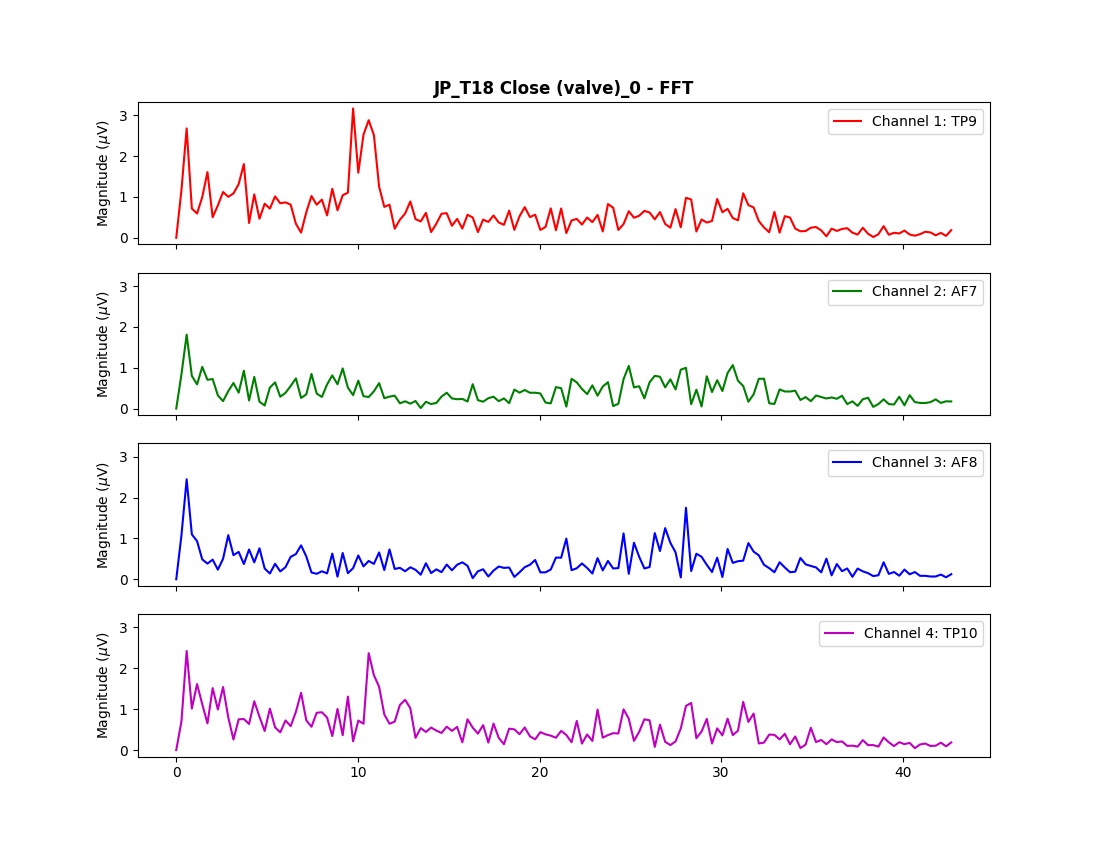 JP_T18 Close (valve)_0 - FFT
3
2
1
0
Magnitude (μV)
Channel 1: TP9
3
2
1
0
Magnitude (μV)
Channel 2: AF7
3
2
1
0
Magnitude (μV)
Channel 3: AF8
3
2
1
0
Magnitude (μV)
Channel 4: TP10
0 10 20 30 40